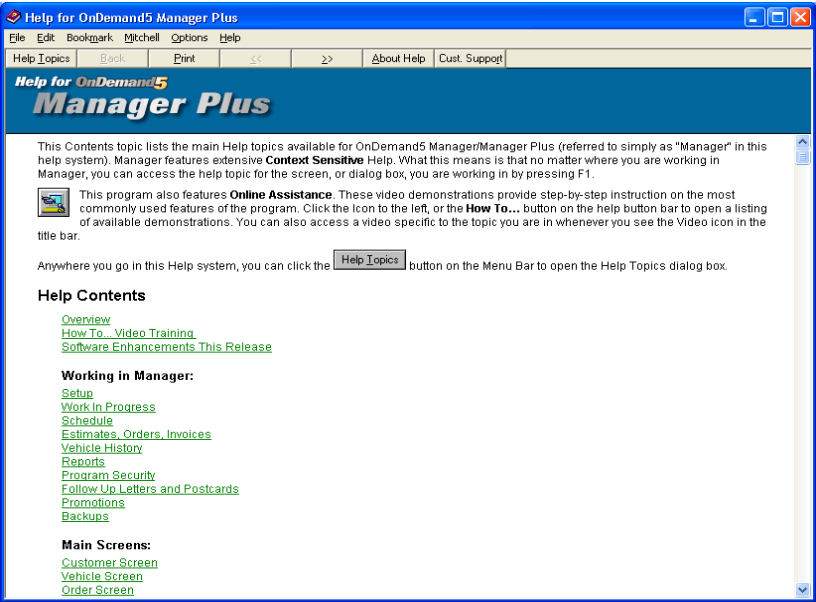 Help for OnDemand5 Manager Plus
File Edit Bookmark Mitchell Options Help
Help Topics Back Print << >> About Help Cust. Support
Help for OnDemand5
Manager Plus
This Contents topic lists the main Help topics available for OnDemand5 Manager/Manager Plus (referred to simply as "Manager" in this
help system). Manager features extensive Context Sensitive Help. What this means is that no matter where you are working in
Manager, you can access the help topic for the screen, or dialog box, you are working in by pressing F1.
This program also features Online Assistance. These video demonstrations provide step-by-step instruction on the most
commonly used features of the program. Click the Icon to the left, or the How To... button on the help button bar to open a listing
of available demonstrations. You can also access a video specific to the topic you are in whenever you see the Video icon in the
title bar.
Anywhere you go in this Help system, you can click the Help Topics button on the Menu Bar to open the Help Topics dialog box.
Help Contents
Overview
How To... Video Training
Software Enhancements This Release
Working in Manager:
Setup
Work In Progress
Schedule
Estimates, Orders, Invoices
Vehicle History
Reports
Program Security
Follow Up Letters and Postcards
Promotions
Backups
Main Screens:
Customer Screen
Vehicle Screen
Order Screen